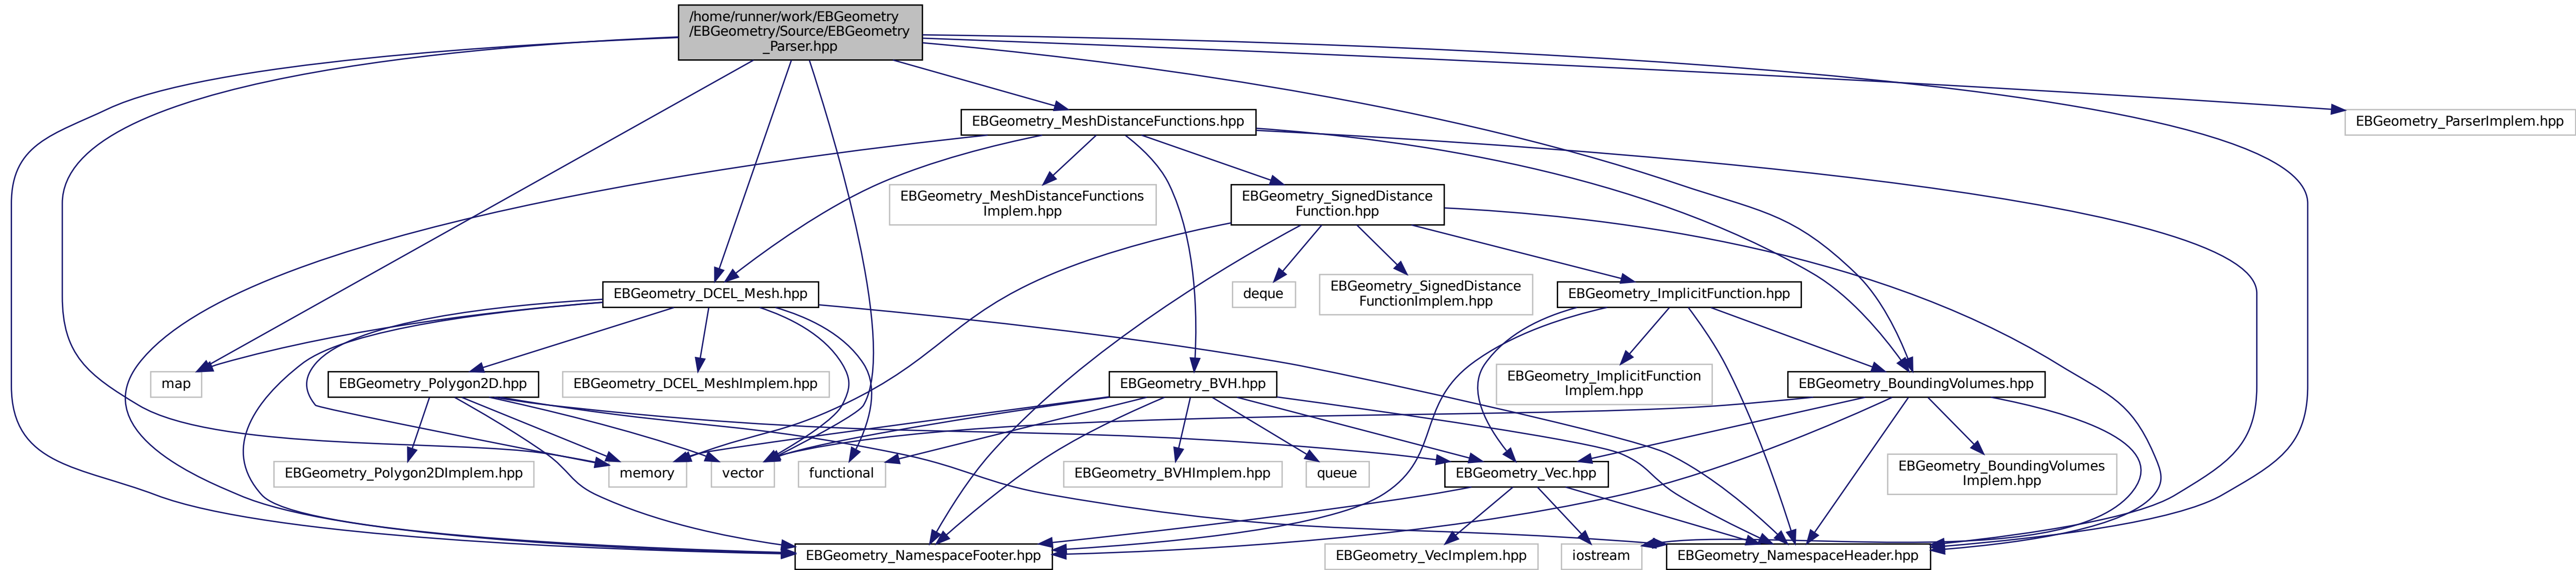 /home/runner/work/EBGeometry
/EBGeometry/Source/EBGeometry
_Parser.hpp
EBGeometry_MeshDistanceFunctions.hpp
EBGeometry_ParserImplem.hpp
EBGeometry_MeshDistanceFunctions
Implem.hpp
EBGeometry_SignedDistance
Function.hpp
EBGeometry_DCEL_Mesh.hpp
deque
EBGeometry_SignedDistance
FunctionImplem.hpp
EBGeometry_ImplicitFunction.hpp
map
EBGeometry_Polygon2D.hpp
EBGeometry_DCEL_MeshImplem.hpp
EBGeometry_BVH.hpp
EBGeometry_ImplicitFunction
Implem.hpp
EBGeometry_BoundingVolumes.hpp
EBGeometry_Polygon2DImplem.hpp
memory
vector
functional
EBGeometry_BVHImplem.hpp
queue
EBGeometry_Vec.hpp
EBGeometry_BoundingVolumes
Implem.hpp
EBGeometry_NamespaceFooter.hpp
EBGeometry_VecImplem.hpp
iostream
EBGeometry_NamespaceHeader.hpp